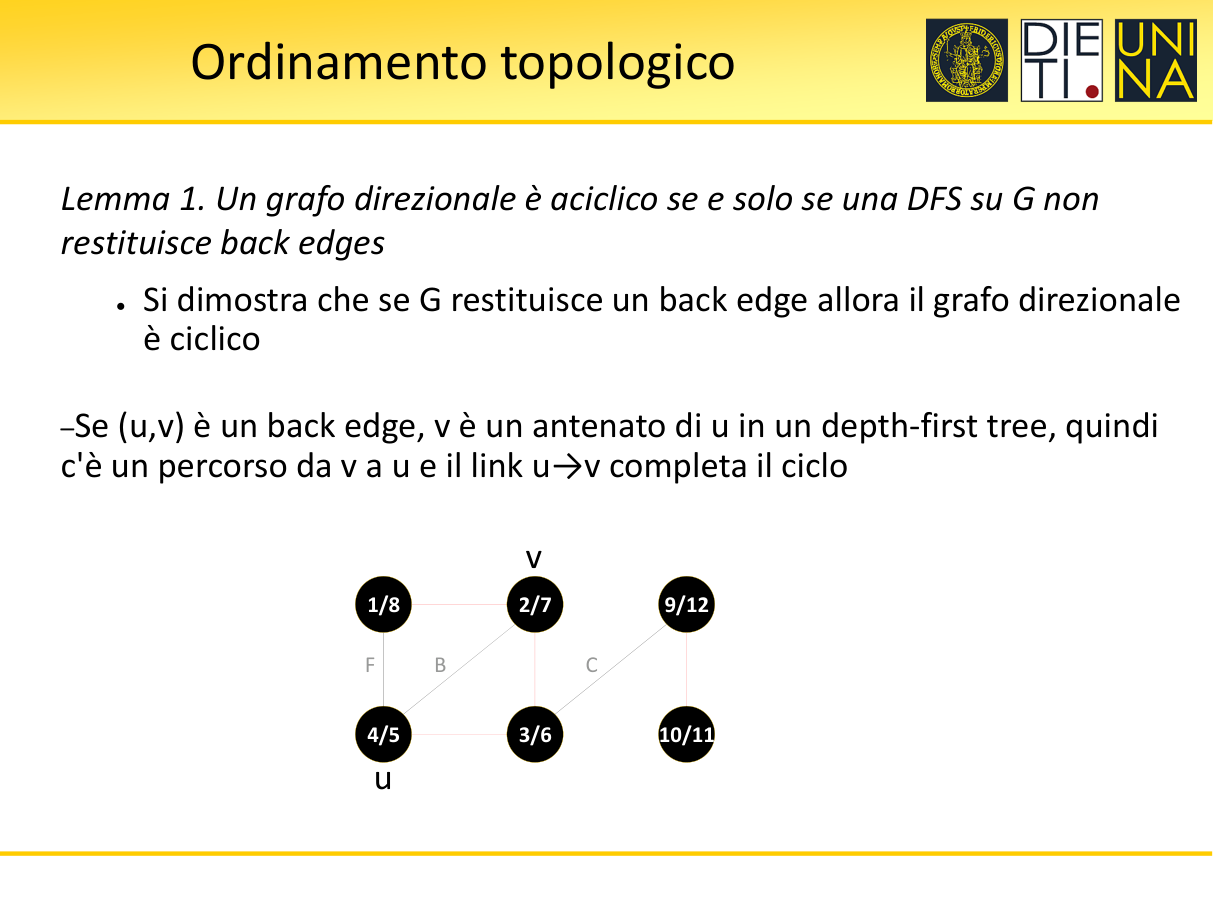 Ordinamento topologico
DIE
TI.
UNI
NA
Lemma 1. Un grafo direzionale è aciclico se e solo se una DFS su G non
restituisce back edges
• Si dimostra che se G restituisce un back edge allora il grafo direzionale
è ciclico
–Se (u,v) è un back edge, v è un antenato di u in un depth-first tree, quindi
c'è un percorso da v a u e il link u→v completa il ciclo
v
1/8 2/7 9/12
F B C
4/5 3/6 10/11
u